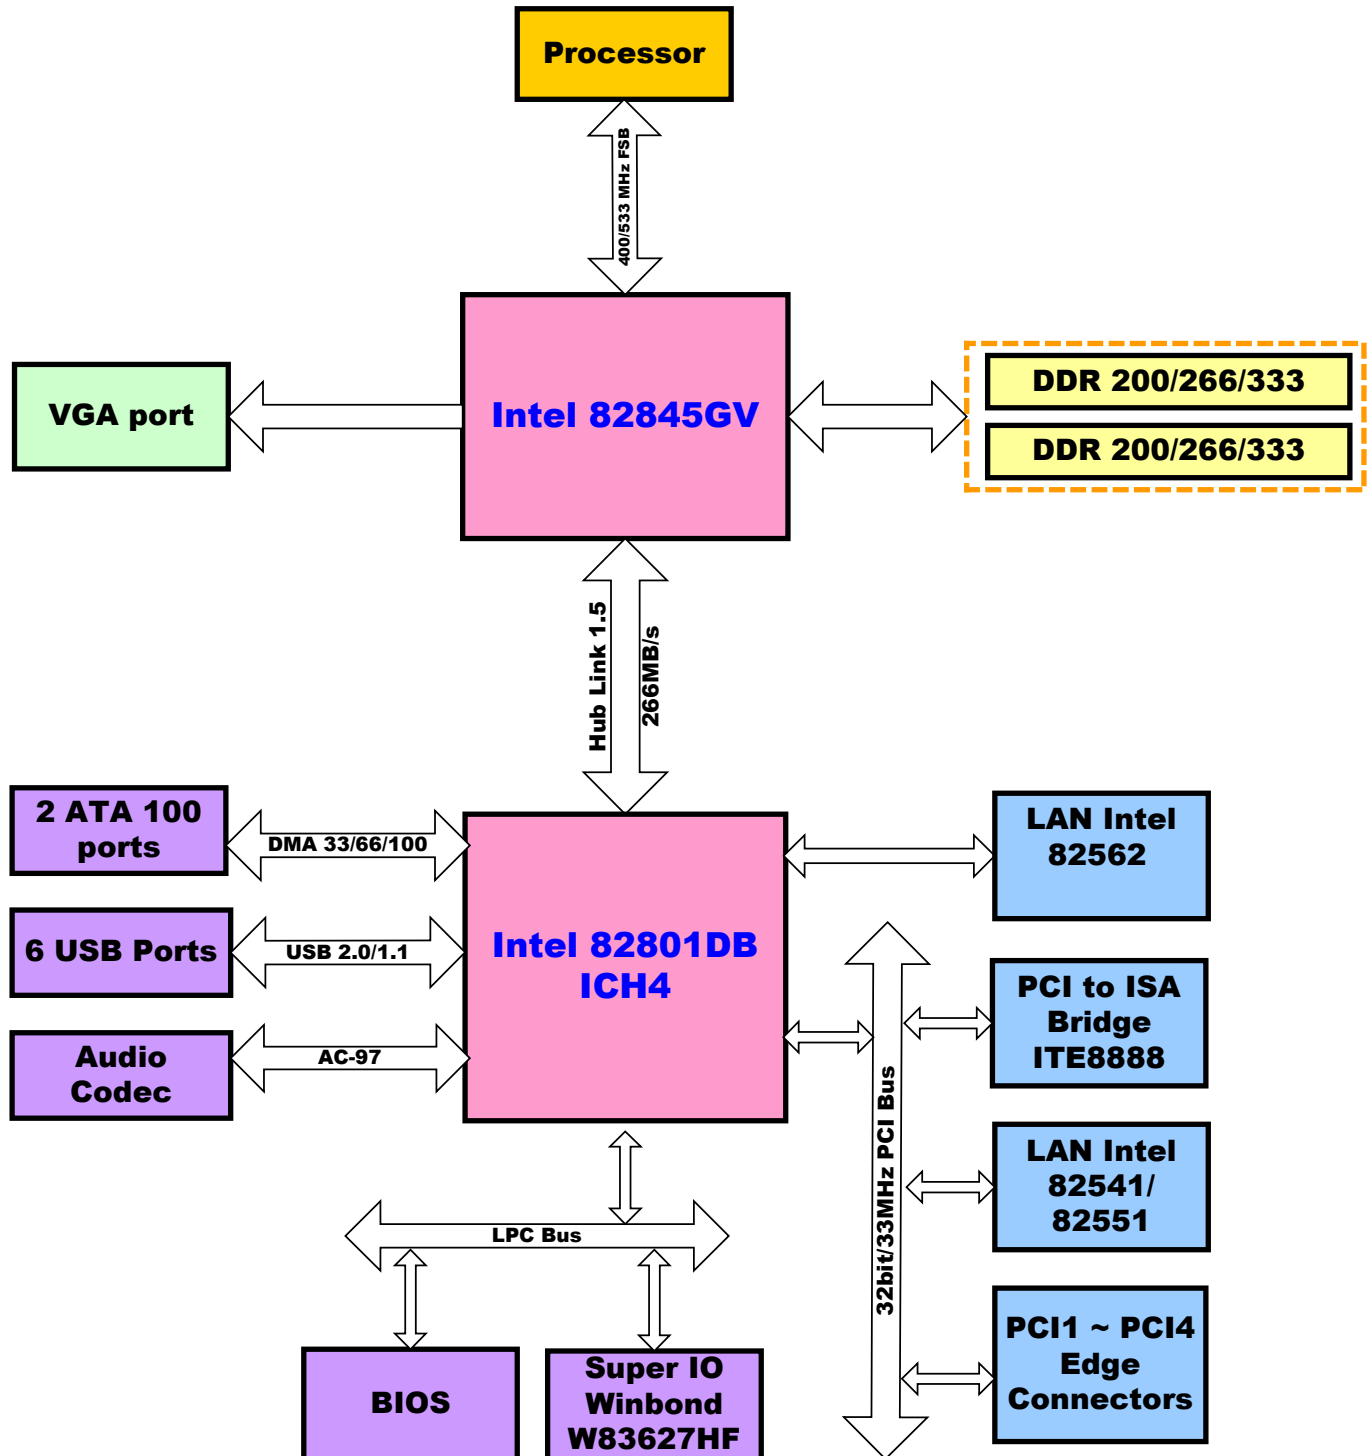 Processor
400/533 MHz FSB
VGA port
Intel 82845GV
DDR 200/266/333
DDR 200/266/333
Hub Link 1.5
266MB/s
2 ATA 100
ports
DMA 33/66/100
6 USB Ports
USB 2.0/1.1
Audio
Codec
AC-97
Intel 82801DB
ICH4
LAN Intel
82562
32bit/33MHz PCI Bus
PCI to ISA
Bridge
ITE8888
LAN Intel
82541/
82551
PCI1 ~ PCI4
Edge
Connectors
LPC Bus
BIOS
Super IO
Winbond
W83627HF